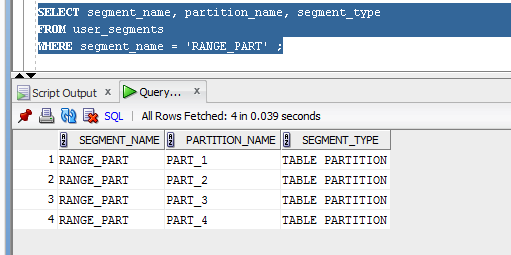 SELECT segment_name, partition_name, segment_type
FROM user_segments
WHERE segment_name = 'RANGE_PART' ;
Script Output x Query... x
SQL | All Rows Fetched: 4 in 0.039 seconds
SEGMENT_NAME PARTITION_NAME SEGMENT_TYPE
1 RANGE_PART PART_1 TABLE PARTITION
2 RANGE_PART PART_2 TABLE PARTITION
3 RANGE_PART PART_3 TABLE PARTITION
4 RANGE_PART PART_4 TABLE PARTITION